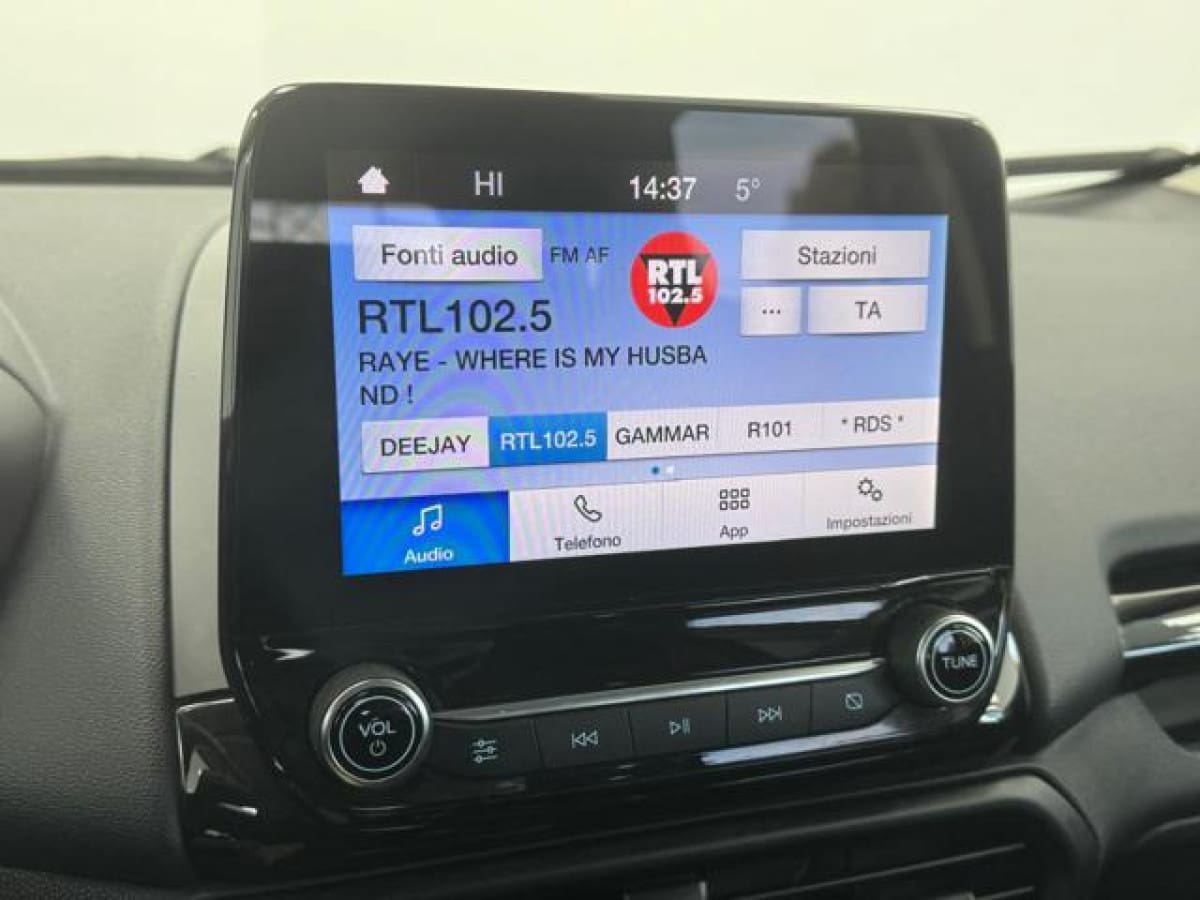 HI 14:37 5°
Fonti audio FM AF RTL 102.5 Stazioni
... TA
RTL102.5
RAYE - WHERE IS MY HUSBA
ND !
DEEJAY RTL102.5 GAMMAR R101 * RDS *
Audio Telefono App Impostazioni
VOL TUNE